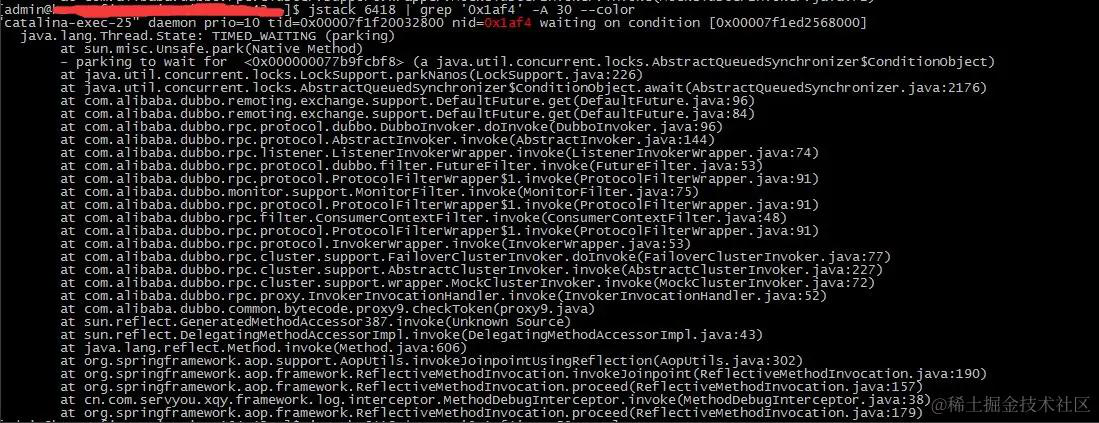 admin@ ]$ jstack 6418 | grep '0x1af4' -A 30 --color
"catalina-exec-25" daemon prio=10 tid=0x00007f1f20032800 nid=0x1af4 waiting on condition [0x00007f1ed2568000]
java.lang.Thread.State: TIMED_WAITING (parking)
at sun.misc.Unsafe.park(Native Method)
- parking to wait for <0x000000077b9fcbf8> (a java.util.concurrent.locks.AbstractQueuedSynchronizer$ConditionObject)
at java.util.concurrent.locks.LockSupport.parkNanos(LockSupport.java:226)
at java.util.concurrent.locks.AbstractQueuedSynchronizer$ConditionObject.await(AbstractQueuedSynchronizer.java:2176)
at com.alibaba.dubbo.remoting.exchange.support.DefaultFuture.get(DefaultFuture.java:96)
at com.alibaba.dubbo.remoting.exchange.support.DefaultFuture.get(DefaultFuture.java:84)
at com.alibaba.dubbo.rpc.protocol.dubbo.DubboInvoker.doInvoke(DubboInvoker.java:96)
at com.alibaba.dubbo.rpc.protocol.AbstractInvoker.invoke(AbstractInvoker.java:144)
at com.alibaba.dubbo.rpc.listener.ListenerInvokerWrapper.invoke(ListenerInvokerWrapper.java:74)
at com.alibaba.dubbo.rpc.protocol.dubbo.filter.FutureFilter.invoke(FutureFilter.java:53)
at com.alibaba.dubbo.rpc.protocol.ProtocolFilterWrapper$1.invoke(ProtocolFilterWrapper.java:91)
at com.alibaba.dubbo.monitor.support.MonitorFilter.invoke(MonitorFilter.java:75)
at com.alibaba.dubbo.rpc.protocol.ProtocolFilterWrapper$1.invoke(ProtocolFilterWrapper.java:91)
at com.alibaba.dubbo.rpc.filter.ConsumerContextFilter.invoke(ConsumerContextFilter.java:48)
at com.alibaba.dubbo.rpc.protocol.ProtocolFilterWrapper$1.invoke(ProtocolFilterWrapper.java:91)
at com.alibaba.dubbo.rpc.protocol.InvokerWrapper.invoke(InvokerWrapper.java:53)
at com.alibaba.dubbo.rpc.cluster.support.FailoverClusterInvoker.doInvoke(FailoverClusterInvoker.java:77)
at com.alibaba.dubbo.rpc.cluster.support.AbstractClusterInvoker.invoke(AbstractClusterInvoker.java:227)
at com.alibaba.dubbo.rpc.cluster.support.wrapper.MockClusterInvoker.invoke(MockClusterInvoker.java:72)
at com.alibaba.dubbo.rpc.proxy.InvokerInvocationHandler.invoke(InvokerInvocationHandler.java:52)
at com.alibaba.dubbo.common.bytecode.proxy9.checkToken(proxy9.java)
at sun.reflect.GeneratedMethodAccessor387.invoke(Unknown Source)
at sun.reflect.DelegatingMethodAccessorImpl.invoke(DelegatingMethodAccessorImpl.java:43)
at java.lang.reflect.Method.invoke(Method.java:606)
at org.springframework.aop.support.AopUtils.invokeJoinpointUsingReflection(AopUtils.java:302)
at org.springframework.aop.framework.ReflectiveMethodInvocation.invokeJoinpoint(ReflectiveMethodInvocation.java:190)
at org.springframework.aop.framework.ReflectiveMethodInvocation.proceed(ReflectiveMethodInvocation.java:157)
at cn.com.servyou.xqy.framework.log.interceptor.MethodDebugInterceptor.invoke(MethodDebugInterceptor.java:38)
at org.springframework.aop.framework.ReflectiveMethodInvocation.proceed(ReflectiveMethodInvocation.java:179)
@稀土掘金技术社区